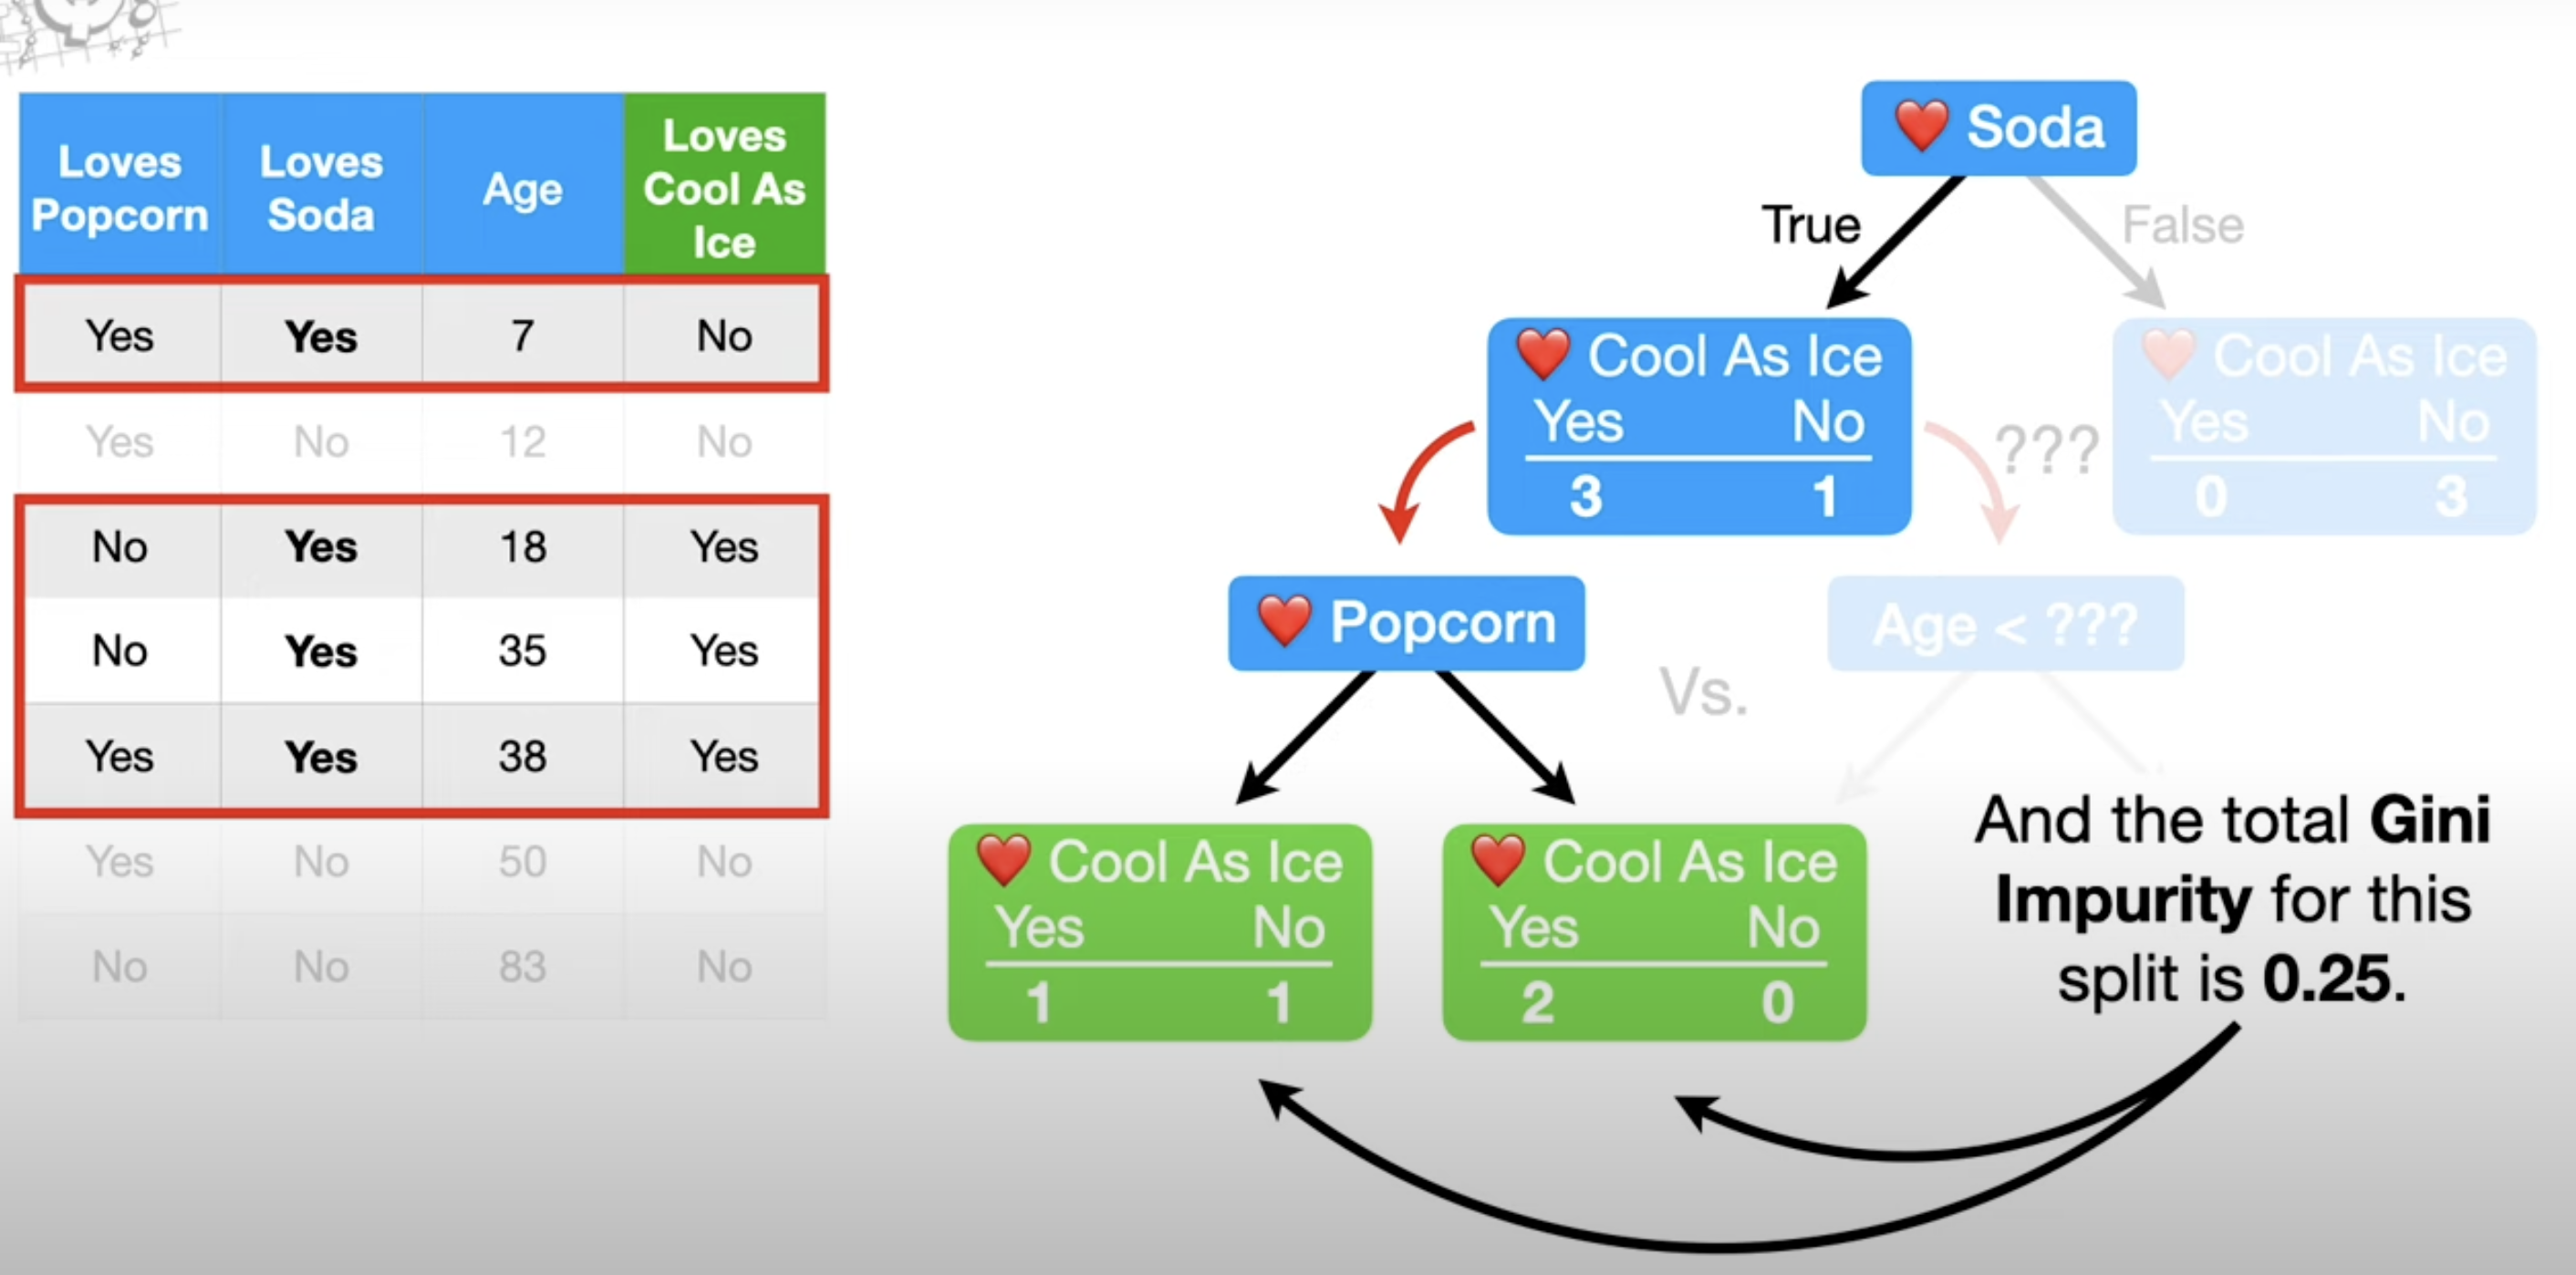 Loves Popcorn Loves Soda Age Loves Cool As Ice
Yes Yes 7 No
Yes No 12 No
No Yes 18 Yes
No Yes 35 Yes
Yes Yes 38 Yes
Yes No 50 No
No No 83 No
❤️ Soda
True False
❤️ Cool As Ice
Yes No
3 1
???
❤️ Cool As Ice
Yes No
0 3
❤️ Popcorn
Vs.
Age < ???
❤️ Cool As Ice
Yes No
1 1
❤️ Cool As Ice
Yes No
2 0
And the total Gini
Impurity for this
split is 0.25.